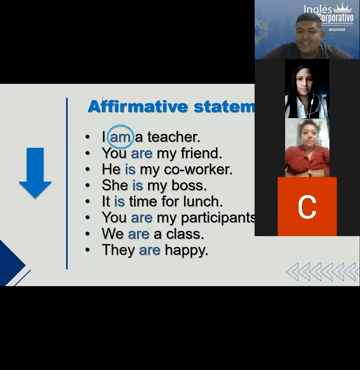 Inglés
Corporativo
BEGINNER
Affirmative statem
I am a teacher.
You are my friend.
He is my co-worker.
She is my boss.
It is time for lunch.
You are my participants
We are a class.
They are happy.
C